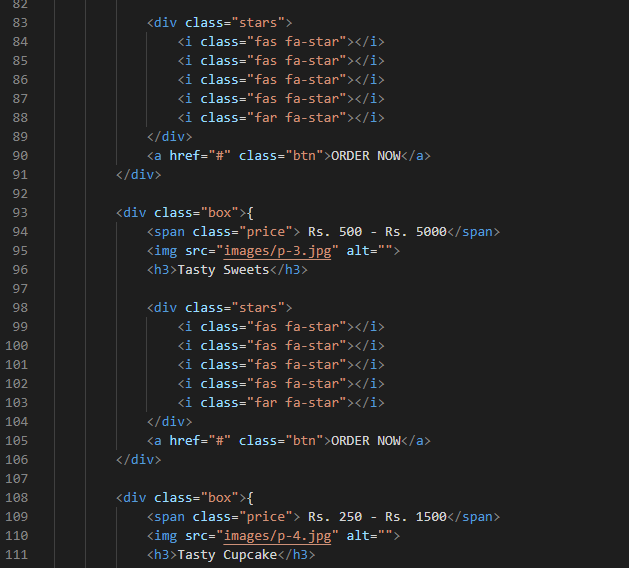 82
83 <div class="stars">
84 <i class="fas fa-star"></i>
85 <i class="fas fa-star"></i>
86 <i class="fas fa-star"></i>
87 <i class="fas fa-star"></i>
88 <i class="far fa-star"></i>
89 </div>
90 <a href="#" class="btn">ORDER NOW</a>
91 </div>
92
93 <div class="box">{
94 <span class="price"> Rs. 500 - Rs. 5000</span>
95 <img src="images/p-3.jpg" alt="">
96 <h3>Tasty Sweets</h3>
97
98 <div class="stars">
99 <i class="fas fa-star"></i>
100 <i class="fas fa-star"></i>
101 <i class="fas fa-star"></i>
102 <i class="fas fa-star"></i>
103 <i class="far fa-star"></i>
104 </div>
105 <a href="#" class="btn">ORDER NOW</a>
106 </div>
107
108 <div class="box">{
109 <span class="price"> Rs. 250 - Rs. 1500</span>
110 <img src="images/p-4.jpg" alt="">
111 <h3>Tasty Cupcake</h3>